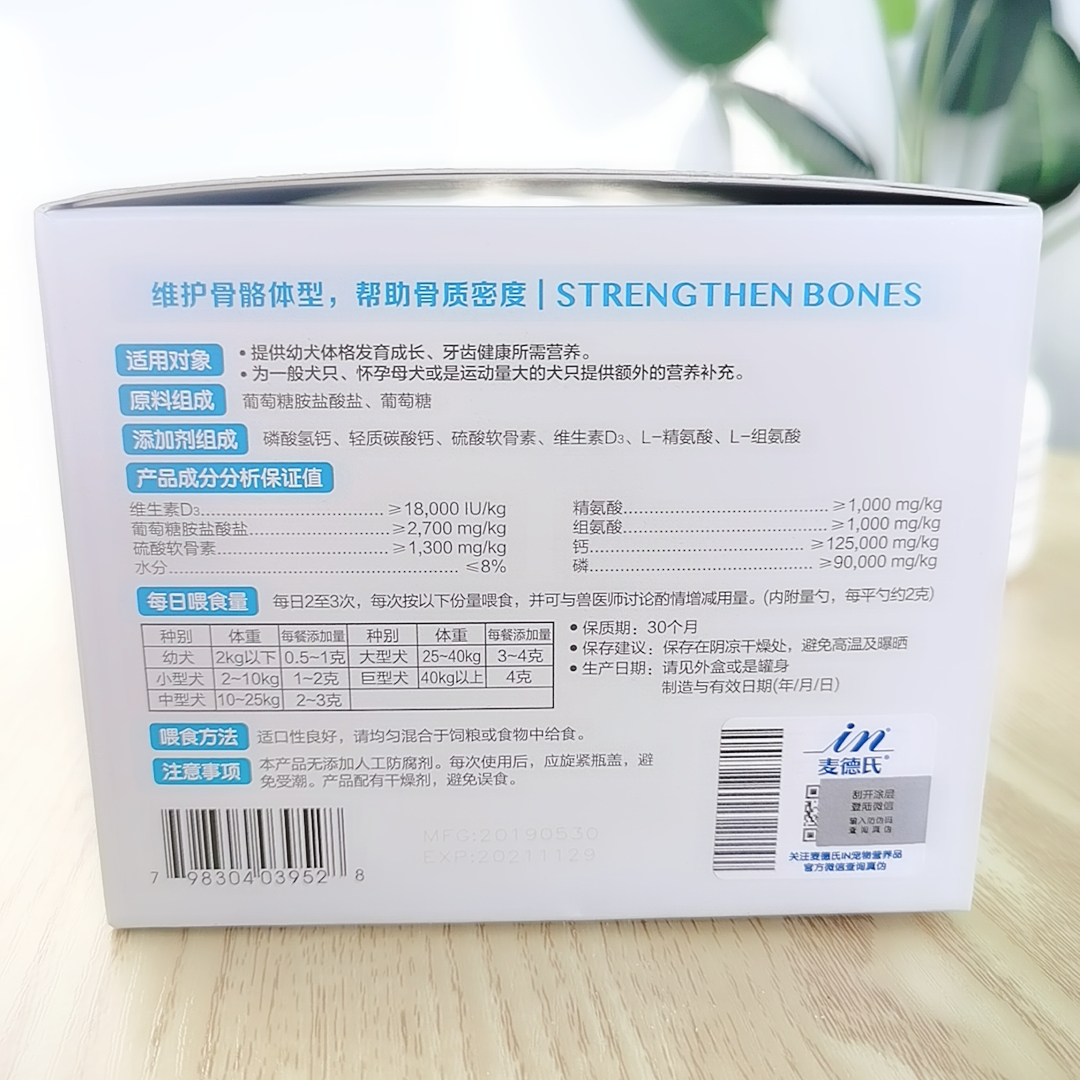 维护骨骼体型，帮助骨质密度 | STRENGTHEN BONES
适用对象 • 提供幼犬体格发育成长、牙齿健康所需营养。
• 为一般犬只、怀孕母犬或是运动量大的犬只提供额外的营养补充。
原料组成 葡萄糖胺盐酸盐、葡萄糖
添加剂组成 磷酸氢钙、轻质碳酸钙、硫酸软骨素、维生素D₃、L-精氨酸、L-组氨酸
产品成分分析保证值
维生素D₃ ≥18,000 IU/kg 精氨酸 ≥1,000 mg/kg
葡萄糖胺盐酸盐 ≥2,700 mg/kg 组氨酸 ≥1,000 mg/kg
硫酸软骨素 ≥1,300 mg/kg 钙 ≥125,000 mg/kg
水分 ≤8% 磷 ≥90,000 mg/kg
每日喂食量 每日2至3次，每次按以下份量喂食，并可与兽医师讨论酌情增减用量。(内附量勺，每平勺约2克)
种别 体重 每餐添加量 种别 体重 每餐添加量
幼犬 2kg以下 0.5~1克 大型犬 25~40kg 3~4克
小型犬 2~10kg 1~2克 巨型犬 40kg以上 4克
中型犬 10~25kg 2~3克
• 保质期：30个月
• 保存建议：保存在阴凉干燥处，避免高温及曝晒
• 生产日期：请见外盒或是罐身
制造与有效日期(年/月/日)
喂食方法 适口性良好，请均匀混合于饲粮或食物中给食。
注意事项 本产品无添加人工防腐剂。每次使用后，应旋紧瓶盖，避
免受潮。产品配有干燥剂，避免误食。
MFG:20190530
EXP:20211129
7 98304 03952 8
in®
麦德氏®
刮开涂层
登陆微信
输入防伪码
查询真伪
关注麦德氏IN宠物营养品
官方微信查询真伪